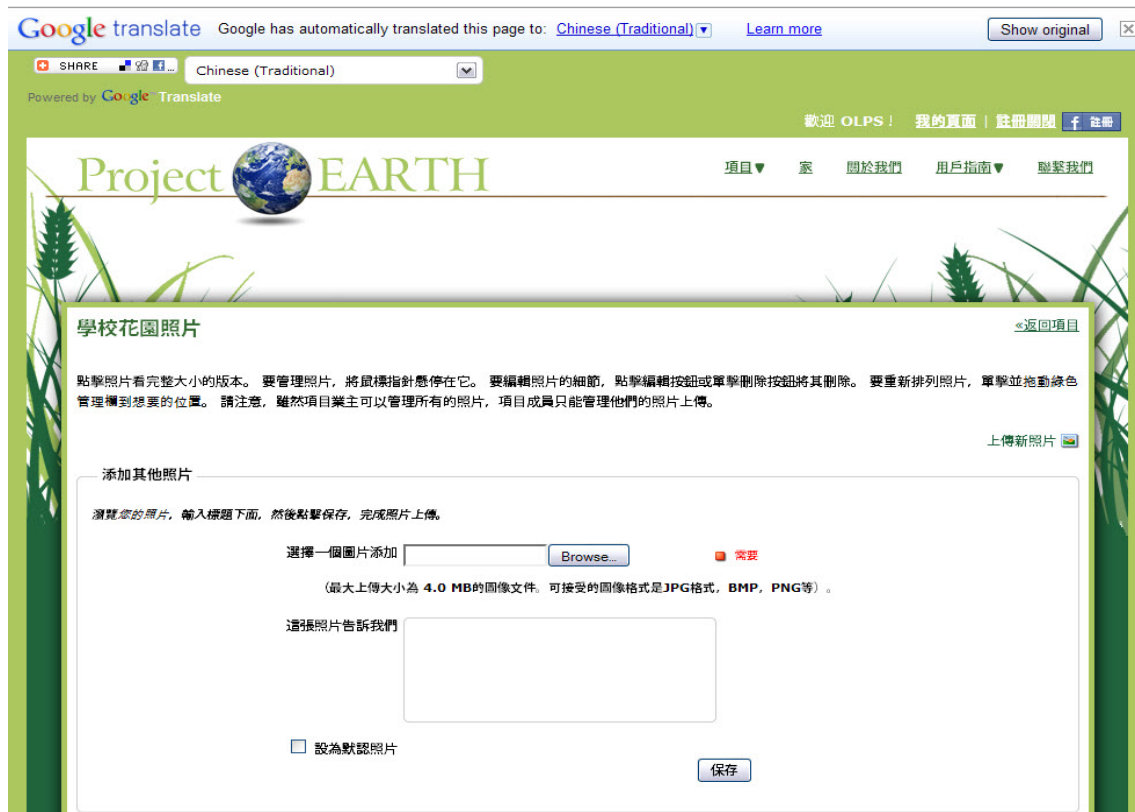 Google translate Google has automatically translated this page to: Chinese (Traditional) Learn more Show original
SHARE Chinese (Traditional)
Powered by Google Translate
歡迎 OLPS！ 我的頁面 | 註冊關閉 f 註冊
Project EARTH 項目▼ 家 關於我們 用戶指南▼ 聯繫我們
學校花園照片 «返回項目
點擊照片看完整大小的版本。 要管理照片，將鼠標指針懸停在它。 要編輯照片的細節，點擊編輯按鈕或單擊刪除按鈕將其刪除。 要重新排列照片，單擊並拖動綠色
管理欄到想要的位置。 請注意，雖然項目業主可以管理所有的照片，項目成員只能管理他們的照片上傳。
上傳新照片
添加其他照片
瀏覽您的照片，輸入標題下面，然後點擊保存，完成照片上傳。
選擇一個圖片添加 Browse... 需要
（最大上傳大小為 4.0 MB的圖像文件。可接受的圖像格式是JPG格式，BMP，PNG等）。
這張照片告訴我們
設為默認照片
保存